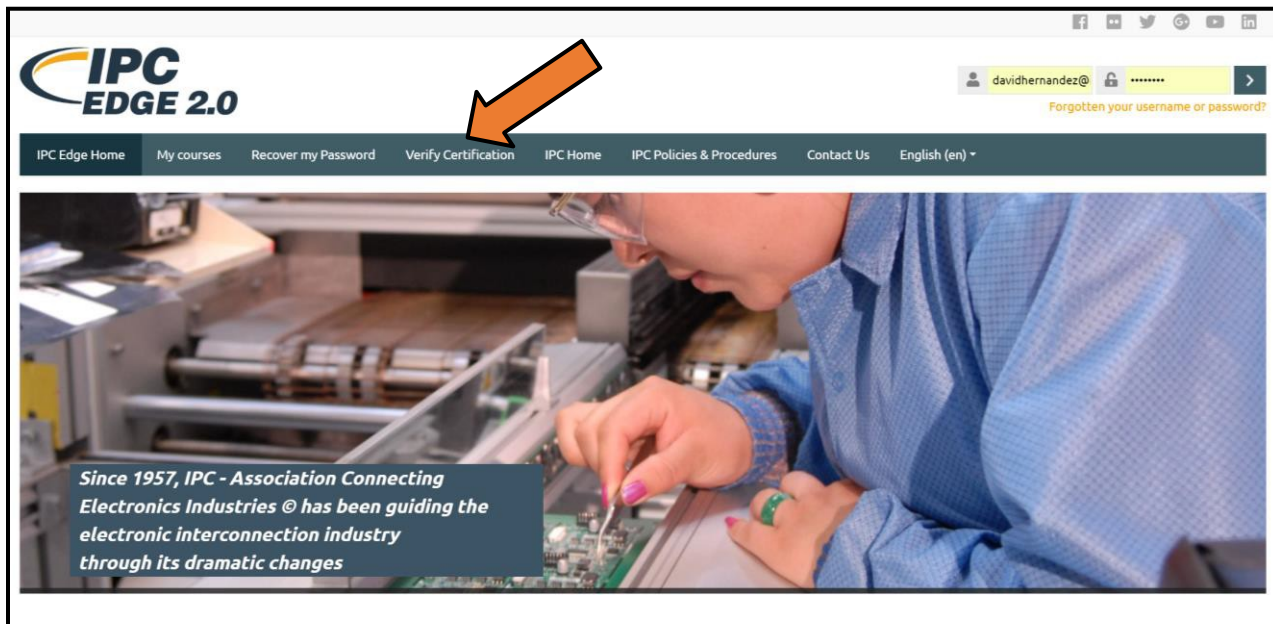 IPC
EDGE 2.0
davidhernandez@ ········
Forgotten your username or password?
IPC Edge Home My courses Recover my Password Verify Certification IPC Home IPC Policies & Procedures Contact Us English (en)
Since 1957, IPC - Association Connecting
Electronics Industries © has been guiding the
electronic interconnection industry
through its dramatic changes